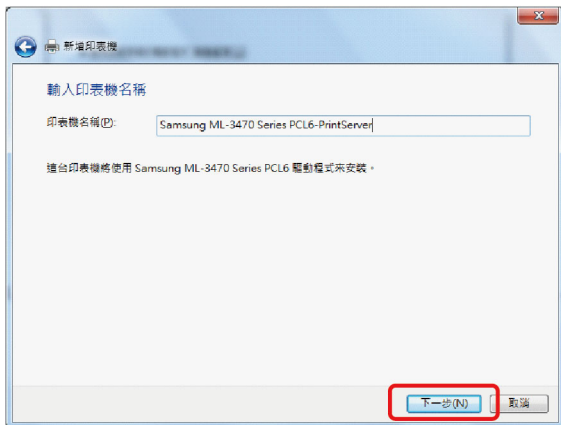 新增印表機
輸入印表機名稱
印表機名稱(P): Samsung ML-3470 Series PCL6-PrintServer
這台印表機將使用 Samsung ML-3470 Series PCL6 驅動程式來安裝。
下一步(N) 取消